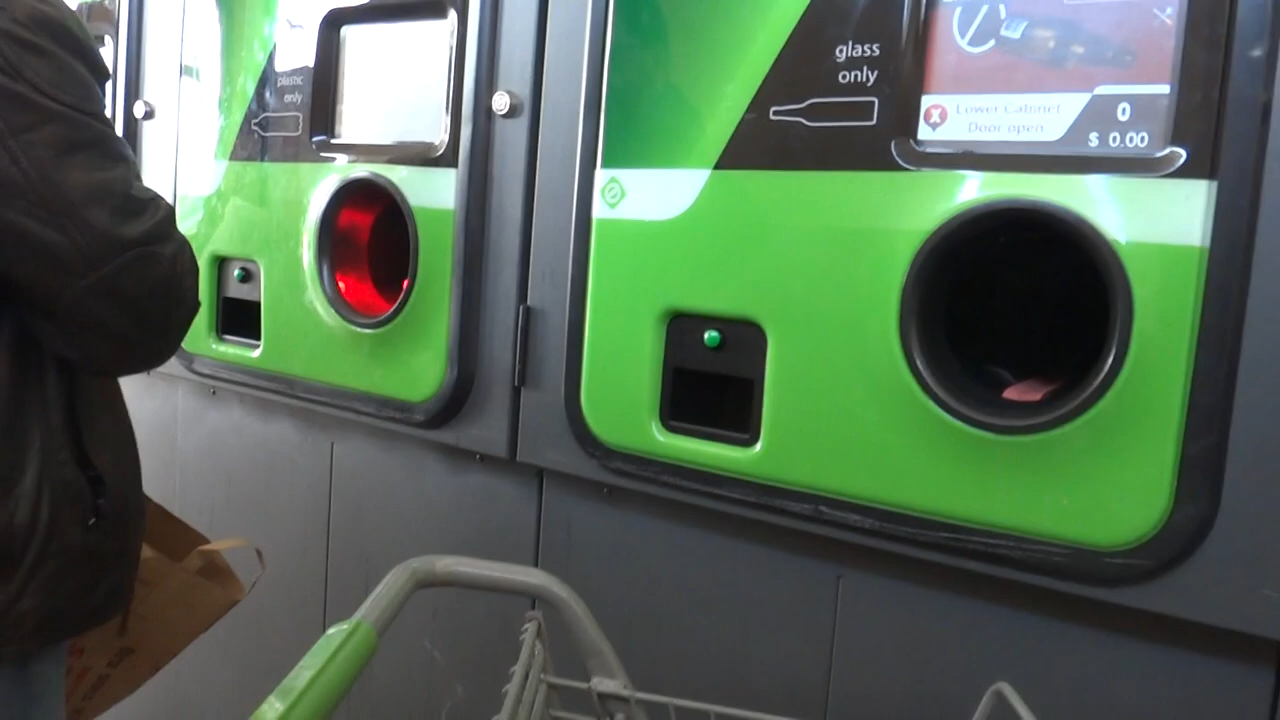 plastic
only
glass
only
X
Lower Cabinet
Door open
0
$ 0.00